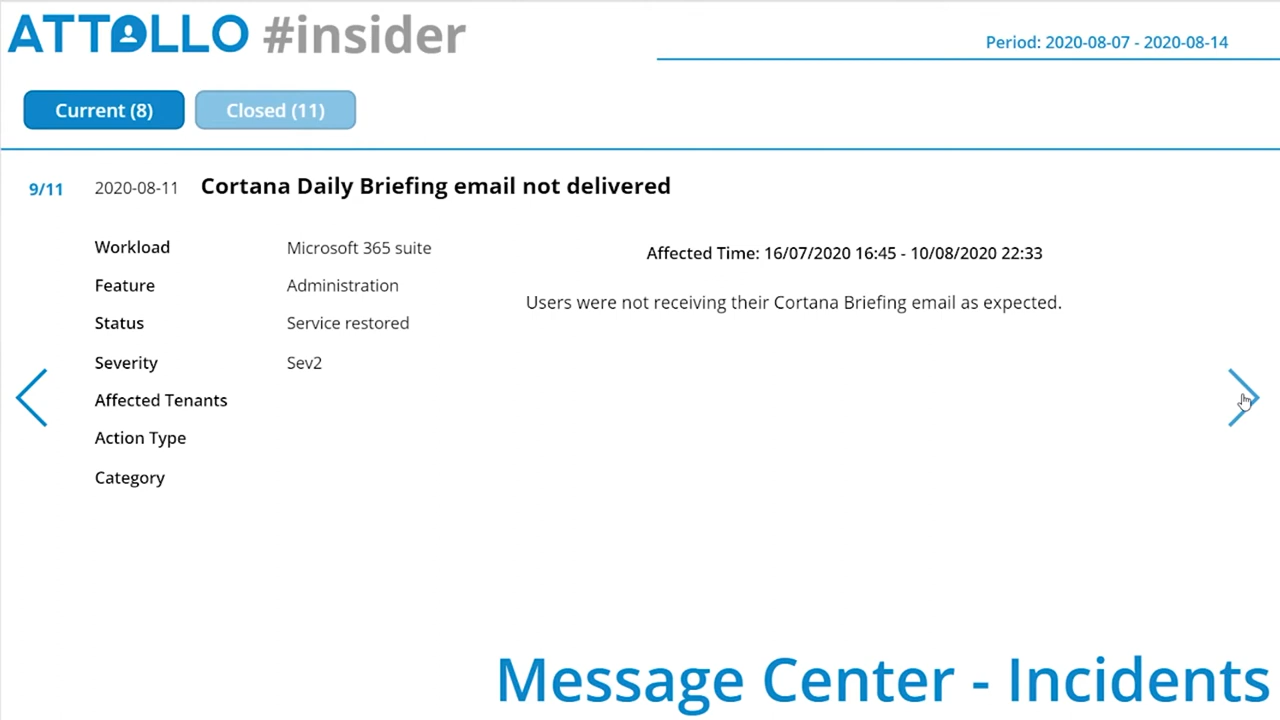 ATTOLLO #insider
Period: 2020-08-07 - 2020-08-14
Current (8)
Closed (11)
9/11
2020-08-11
Cortana Daily Briefing email not delivered
Workload
Microsoft 365 suite
Affected Time: 16/07/2020 16:45 - 10/08/2020 22:33
Feature
Administration
Users were not receiving their Cortana Briefing email as expected.
Status
Service restored
Severity
Sev2
Affected Tenants
Action Type
Category
Message Center - Incidents